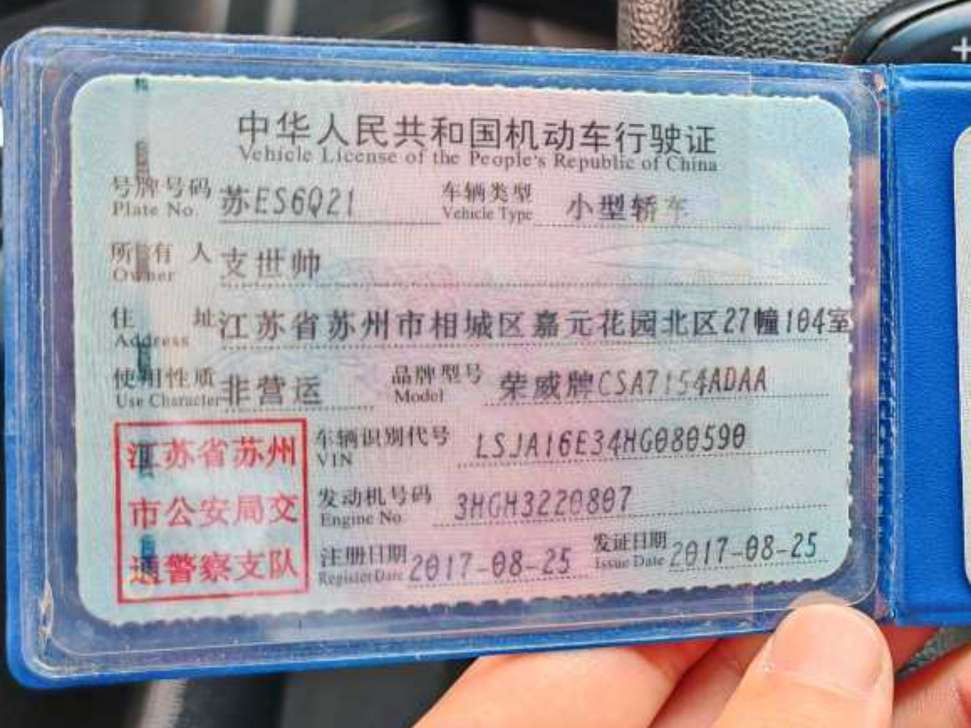 中华人民共和国机动车行驶证
Vehicle License of the People's Republic of China
号牌号码 苏ES6Q21 车辆类型 小型轿车
Plate No. Vehicle Type
所有人 支世帅
Owner
住址 江苏省苏州市相城区嘉元花园北区27幢104室
Address
使用性质 非营运 品牌型号 荣威牌CSA7154ADAA
Use Character Model
江苏省苏州 车辆识别代号 LSJA16E34HG080590
VIN
市公安局交 发动机号码 3HGH3220807
Engine No.
通警察支队 注册日期 2017-08-25 发证日期 2017-08-25
Register Date Issue Date